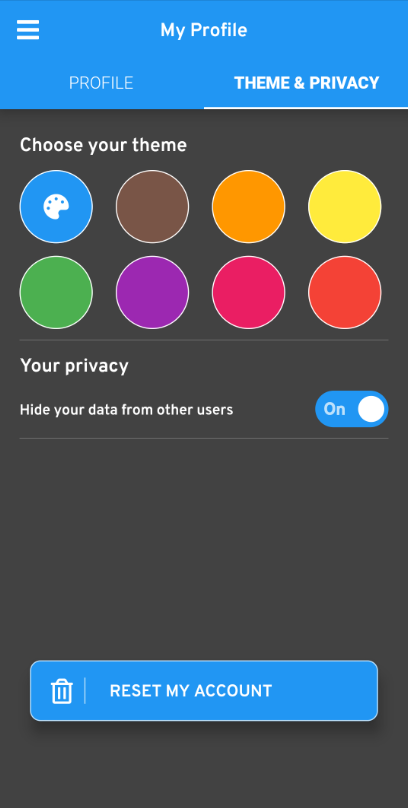 My Profile
PROFILE
THEME & PRIVACY
Choose your theme
Your privacy
Hide your data from other users
On
RESET MY ACCOUNT